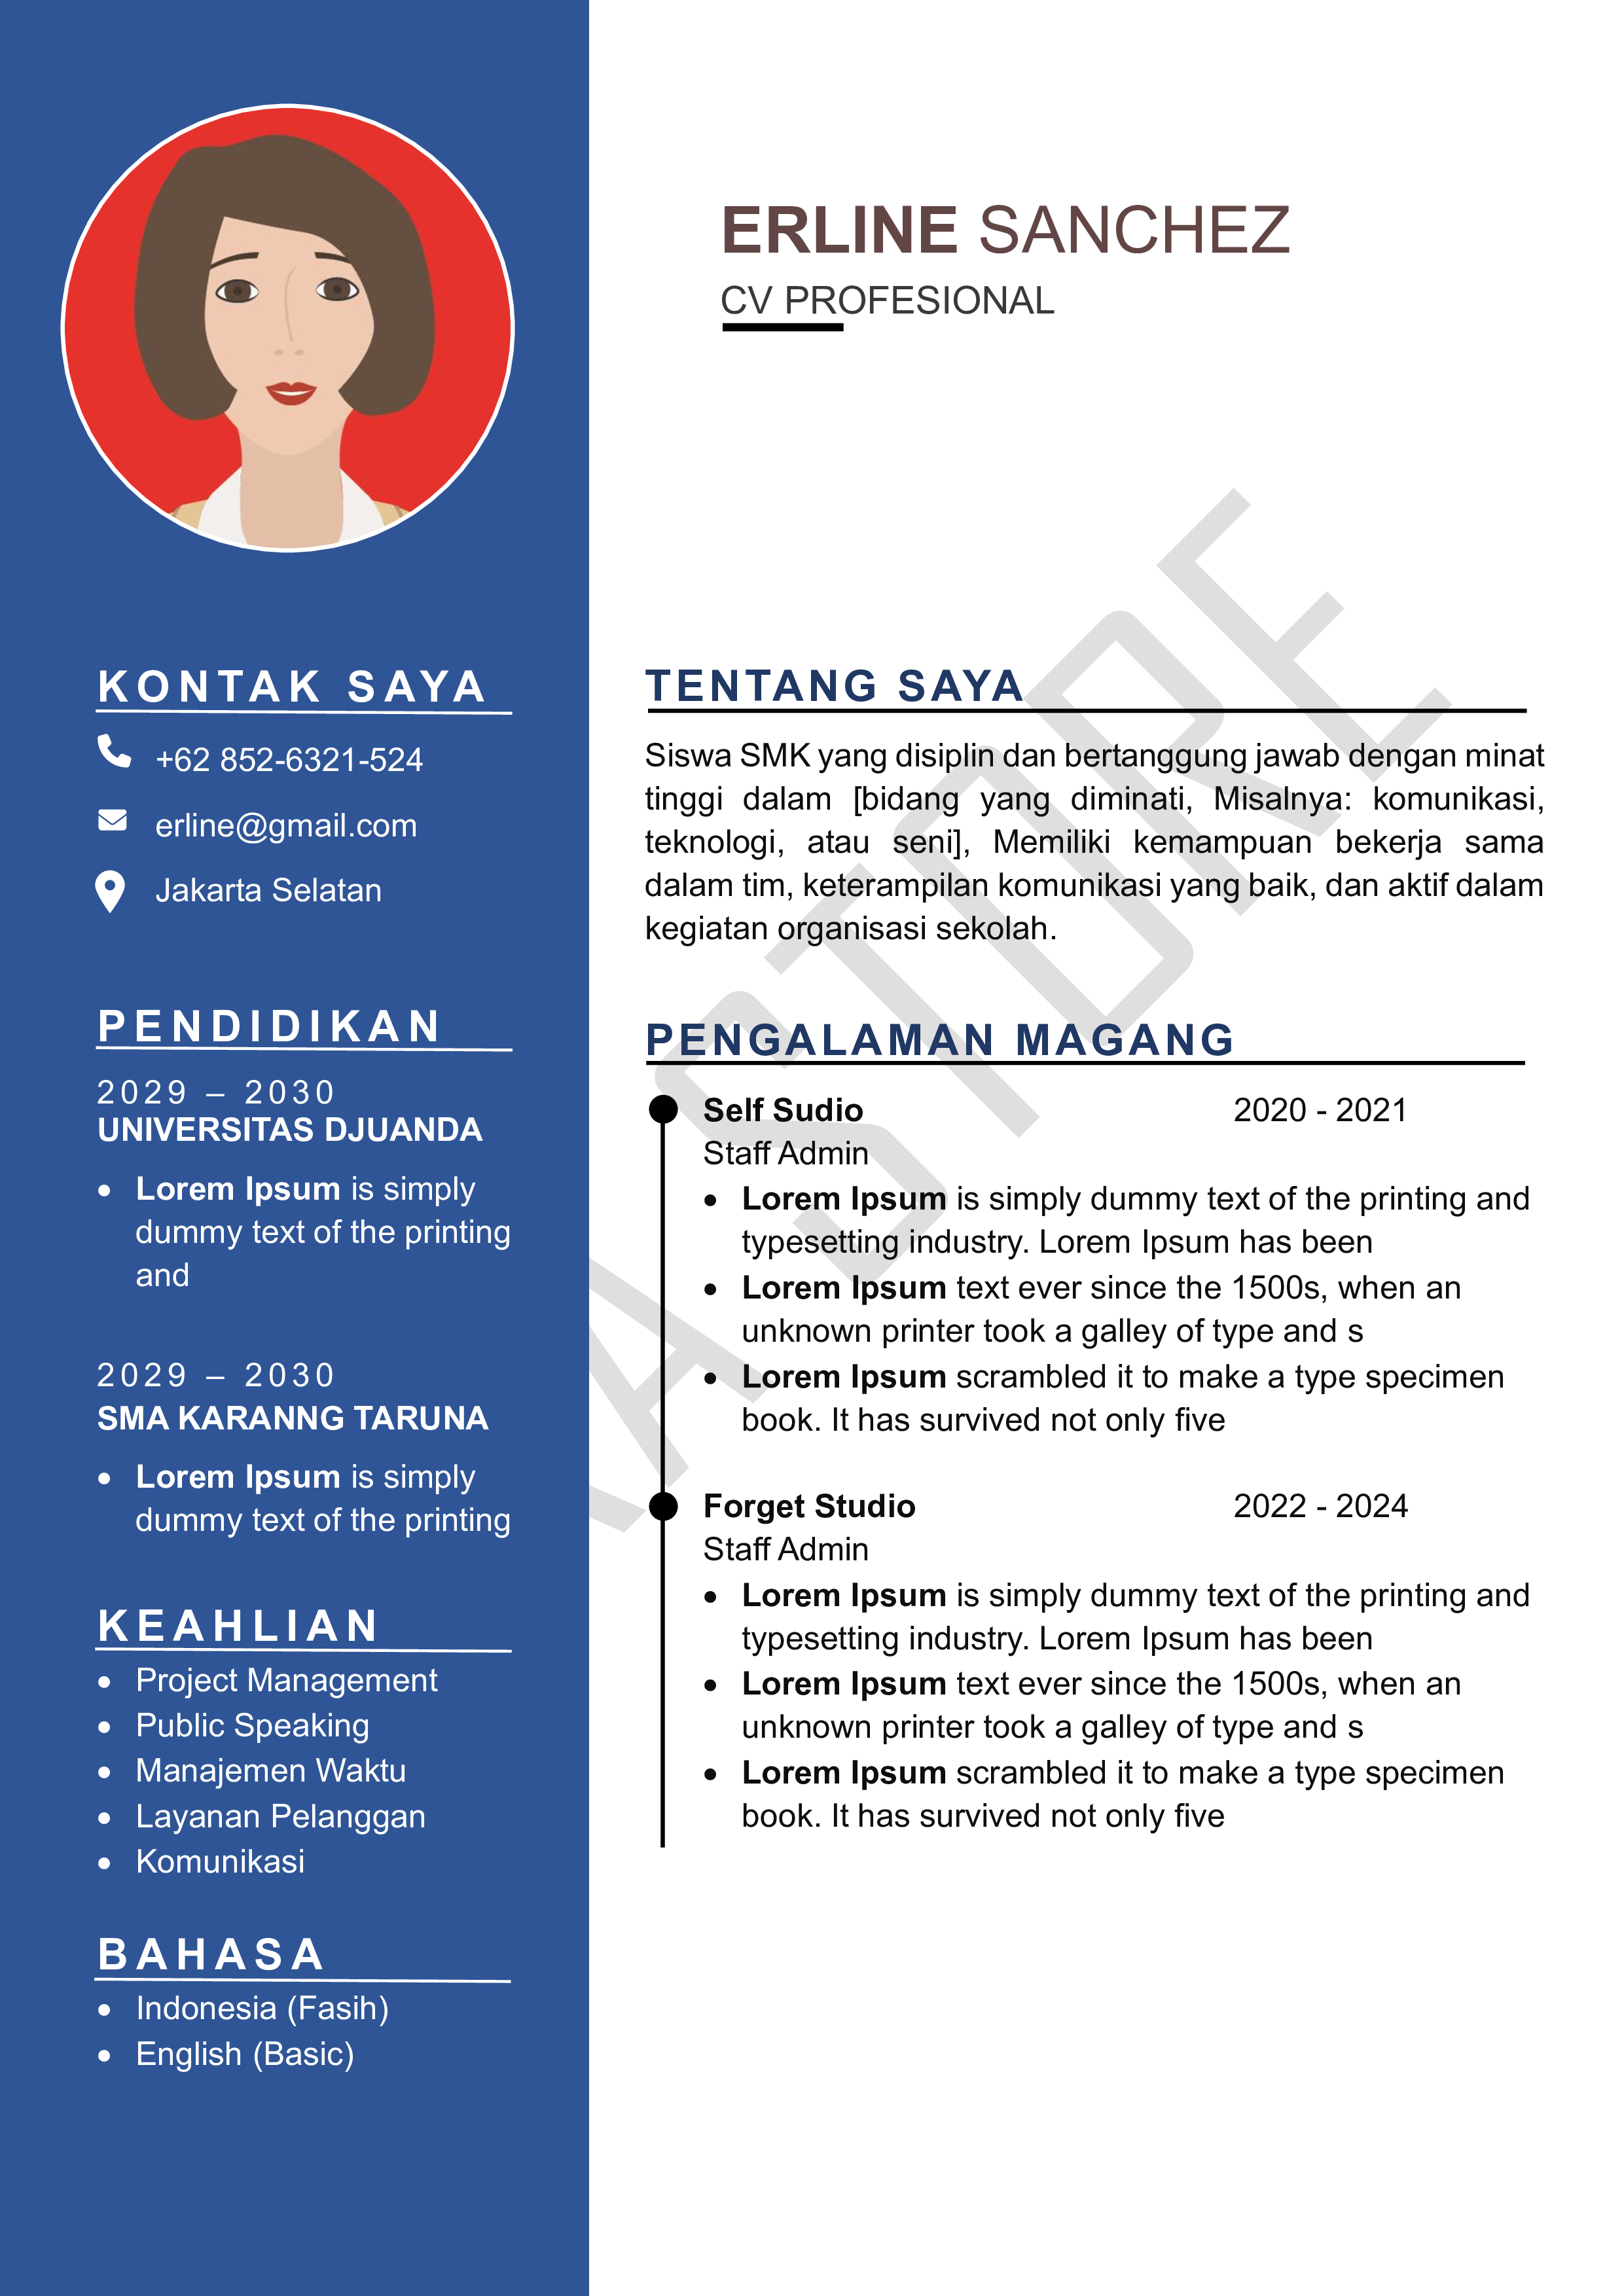 ERLINE SANCHEZ
CV PROFESIONAL
KONTAK SAYA
+62 852-6321-524
erline@gmail.com
Jakarta Selatan
PENDIDIKAN
2029 – 2030
UNIVERSITAS DJUANDA
• Lorem Ipsum is simply
dummy text of the printing
and
2029 – 2030
SMA KARANNG TARUNA
• Lorem Ipsum is simply
dummy text of the printing
KEAHLIAN
• Project Management
• Public Speaking
• Manajemen Waktu
• Layanan Pelanggan
• Komunikasi
BAHASA
• Indonesia (Fasih)
• English (Basic)
TENTANG SAYA
Siswa SMK yang disiplin dan bertanggung jawab dengan minat
tinggi dalam [bidang yang diminati, Misalnya: komunikasi,
teknologi, atau seni], Memiliki kemampuan bekerja sama
dalam tim, keterampilan komunikasi yang baik, dan aktif dalam
kegiatan organisasi sekolah.
PENGALAMAN MAGANG
Self Sudio 2020 - 2021
Staff Admin
• Lorem Ipsum is simply dummy text of the printing and
typesetting industry. Lorem Ipsum has been
• Lorem Ipsum text ever since the 1500s, when an
unknown printer took a galley of type and s
• Lorem Ipsum scrambled it to make a type specimen
book. It has survived not only five
Forget Studio 2022 - 2024
Staff Admin
• Lorem Ipsum is simply dummy text of the printing and
typesetting industry. Lorem Ipsum has been
• Lorem Ipsum text ever since the 1500s, when an
unknown printer took a galley of type and s
• Lorem Ipsum scrambled it to make a type specimen
book. It has survived not only five
STORE